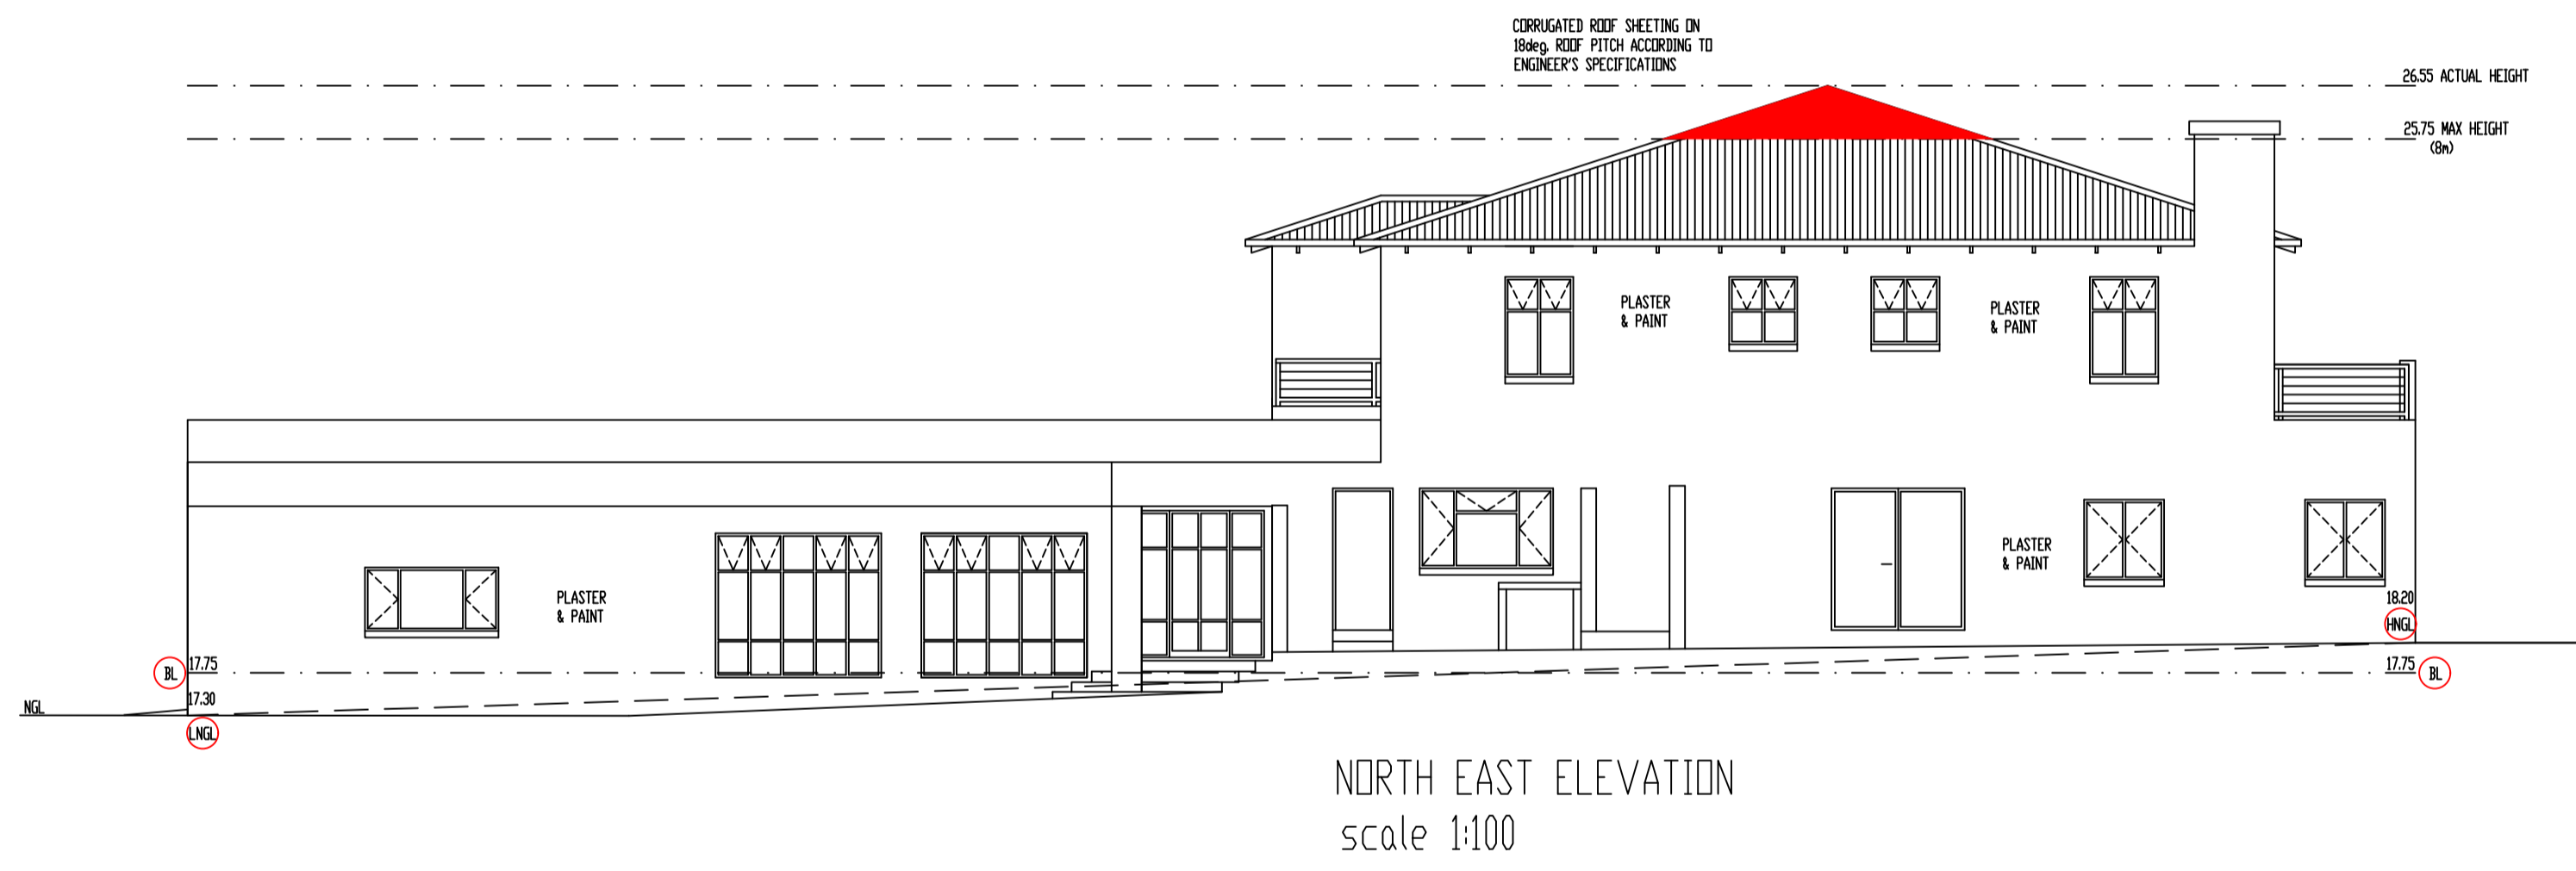 CORRUGATED ROOF SHEETING ON
18deg. ROOF PITCH ACCORDING TO
ENGINEER'S SPECIFICATIONS
26.55 ACTUAL HEIGHT
25.75 MAX HEIGHT
(8m)
PLASTER
& PAINT
PLASTER
& PAINT
PLASTER
& PAINT
PLASTER
& PAINT
18.20
HNGL
17.75
BL
17.75
BL
17.30
NGL
LNGL
NORTH EAST ELEVATION
scale 1:100